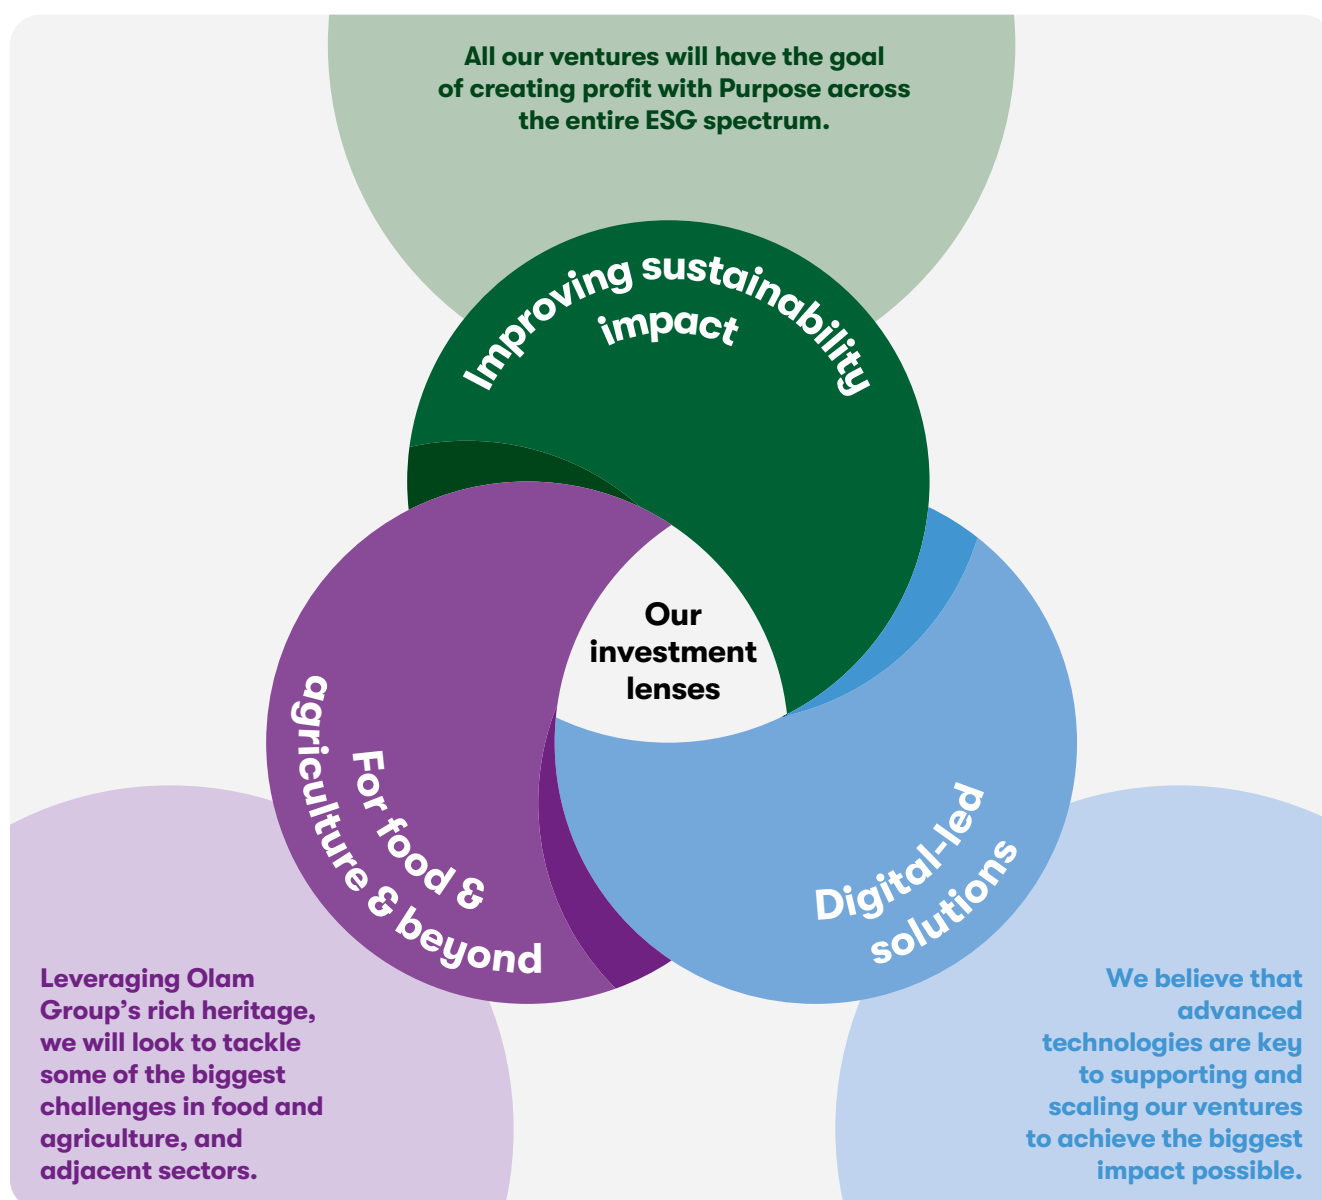 All our ventures will have the goal
of creating profit with Purpose across
the entire ESG spectrum.
Improving sustainability
impact
Our
investment
lenses
For food &
agriculture & beyond
Digital-led
solutions
Leveraging Olam
Group’s rich heritage,
we will look to tackle
some of the biggest
challenges in food and
agriculture, and
adjacent sectors.
We believe that
advanced
technologies are key
to supporting and
scaling our ventures
to achieve the biggest
impact possible.